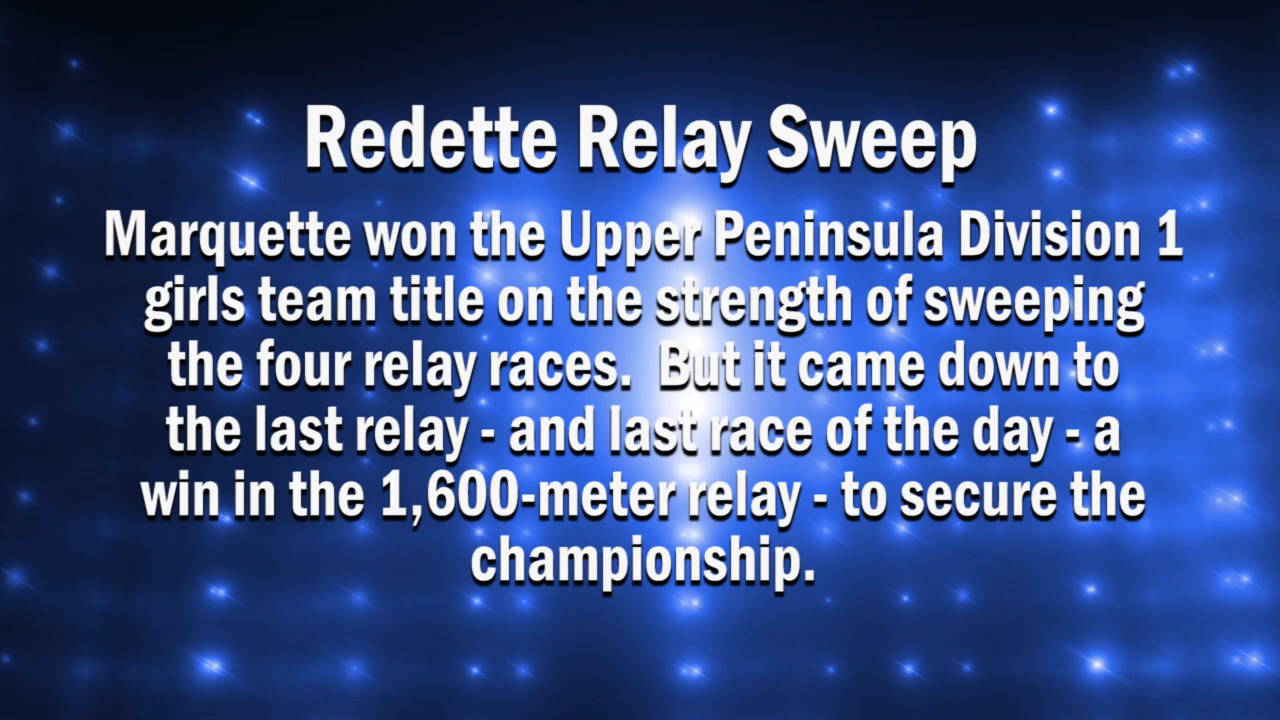 Redette Relay Sweep
Marquette won the Upper Peninsula Division 1
girls team title on the strength of sweeping
the four relay races.  But it came down to
the last relay - and last race of the day - a
win in the 1,600-meter relay - to secure the
championship.